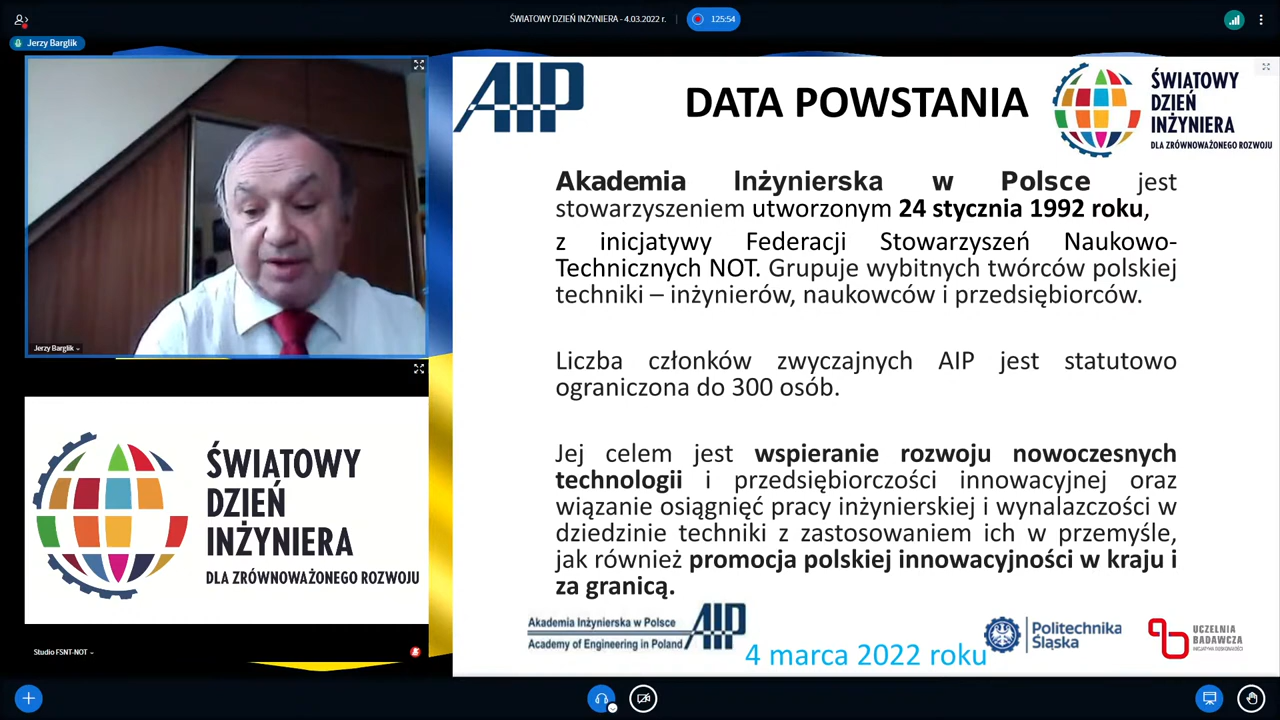 ŚWIATOWY DZIEŃ INŻYNIERA - 4.03.2022 r.
125:54
Jerzy Barglik
Jerzy Barglik
ŚWIATOWY
DZIEŃ
INŻYNIERA
DLA ZRÓWNOWAŻONEGO ROZWOJU
Studio FSNT-NOT
AIP
DATA POWSTANIA
ŚWIATOWY
DZIEŃ
INŻYNIERA
DLA ZRÓWNOWAŻONEGO ROZWOJU
Akademia Inżynierska w Polsce jest
stowarzyszeniem utworzonym 24 stycznia 1992 roku,
z inicjatywy Federacji Stowarzyszeń Naukowo-
Technicznych NOT. Grupuje wybitnych twórców polskiej
techniki – inżynierów, naukowców i przedsiębiorców.
Liczba członków zwyczajnych AIP jest statutowo
ograniczona do 300 osób.
Jej celem jest wspieranie rozwoju nowoczesnych
technologii i przedsiębiorczości innowacyjnej oraz
wiązanie osiągnięć pracy inżynierskiej i wynalazczości w
dziedzinie techniki z zastosowaniem ich w przemyśle,
jak również promocja polskiej innowacyjności w kraju i
za granicą.
Akademia Inżynierska w Polsce
Academy of Engineering in Poland
AIP
4 marca 2022 roku
Politechnika
Śląska
UCZELNIA
BADAWCZA
INICJATYWA DOSKONAŁOŚCI